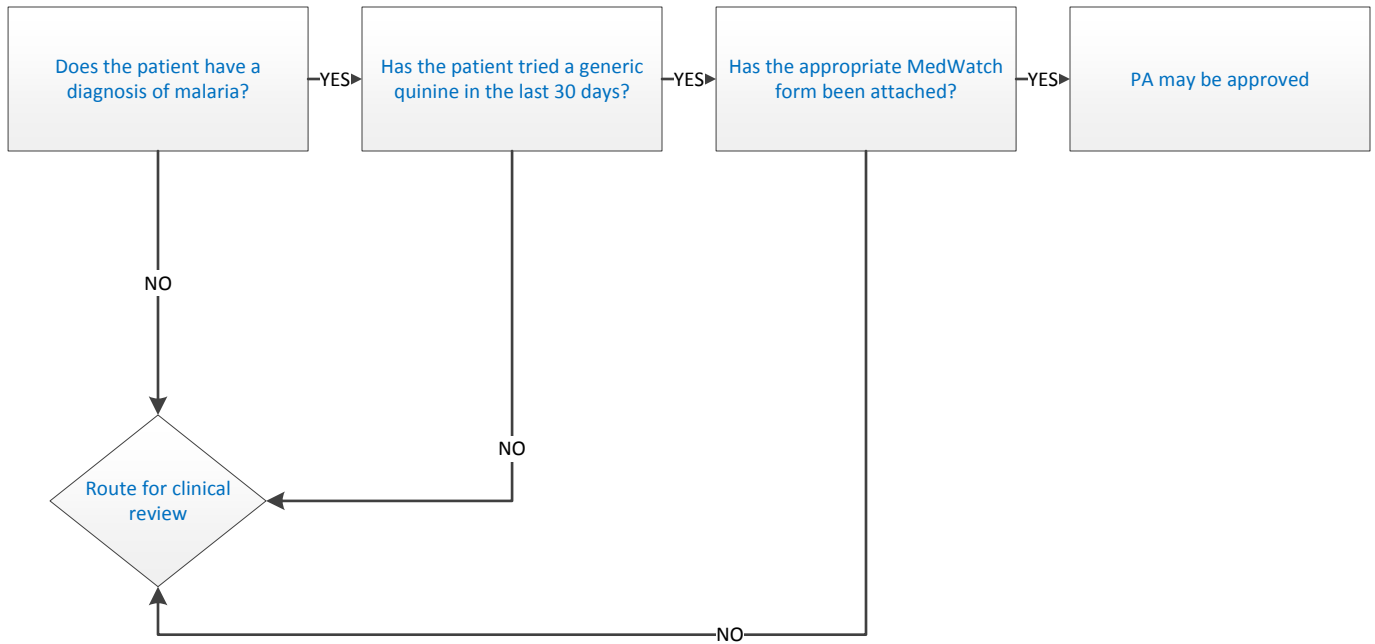 Does the patient have a
diagnosis of malaria?
YES
Has the patient tried a generic
quinine in the last 30 days?
YES
Has the appropriate MedWatch
form been attached?
YES
PA may be approved
NO
NO
Route for clinical
review
NO